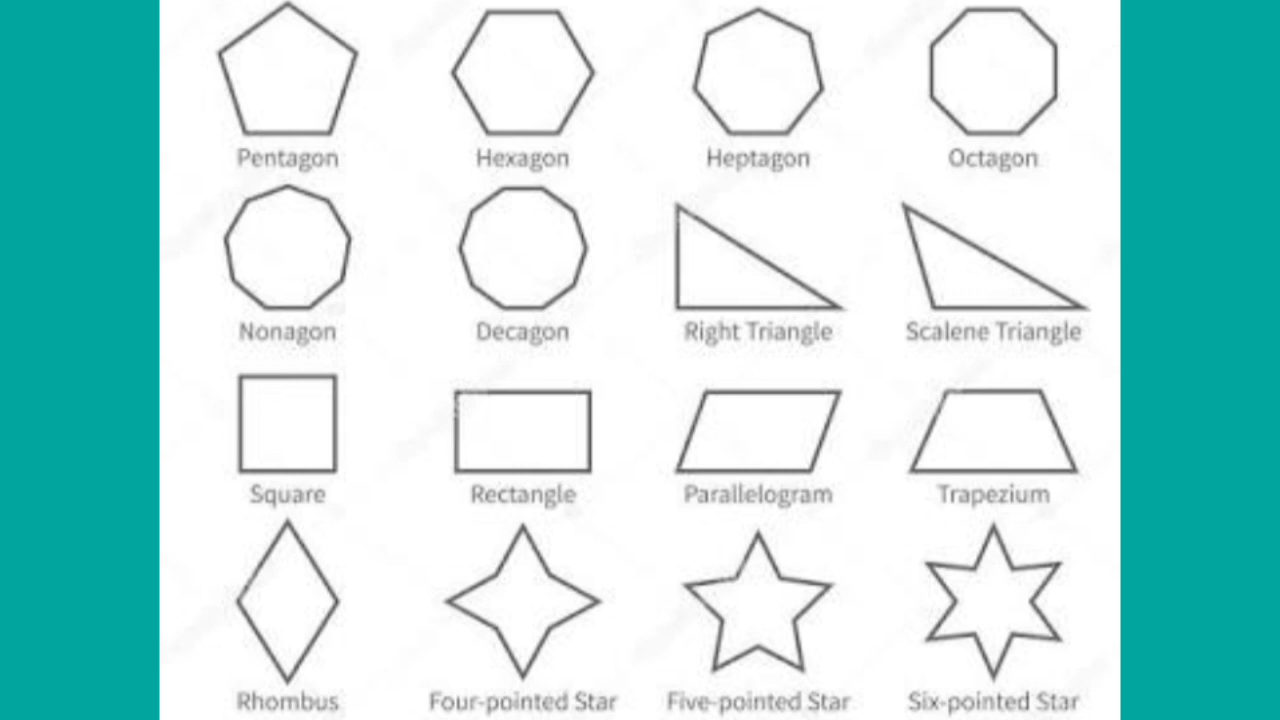 Pentagon Hexagon Heptagon Octagon
Nonagon Decagon Right Triangle Scalene Triangle
Square Rectangle Parallelogram Trapezium
Rhombus Four-pointed Star Five-pointed Star Six-pointed Star